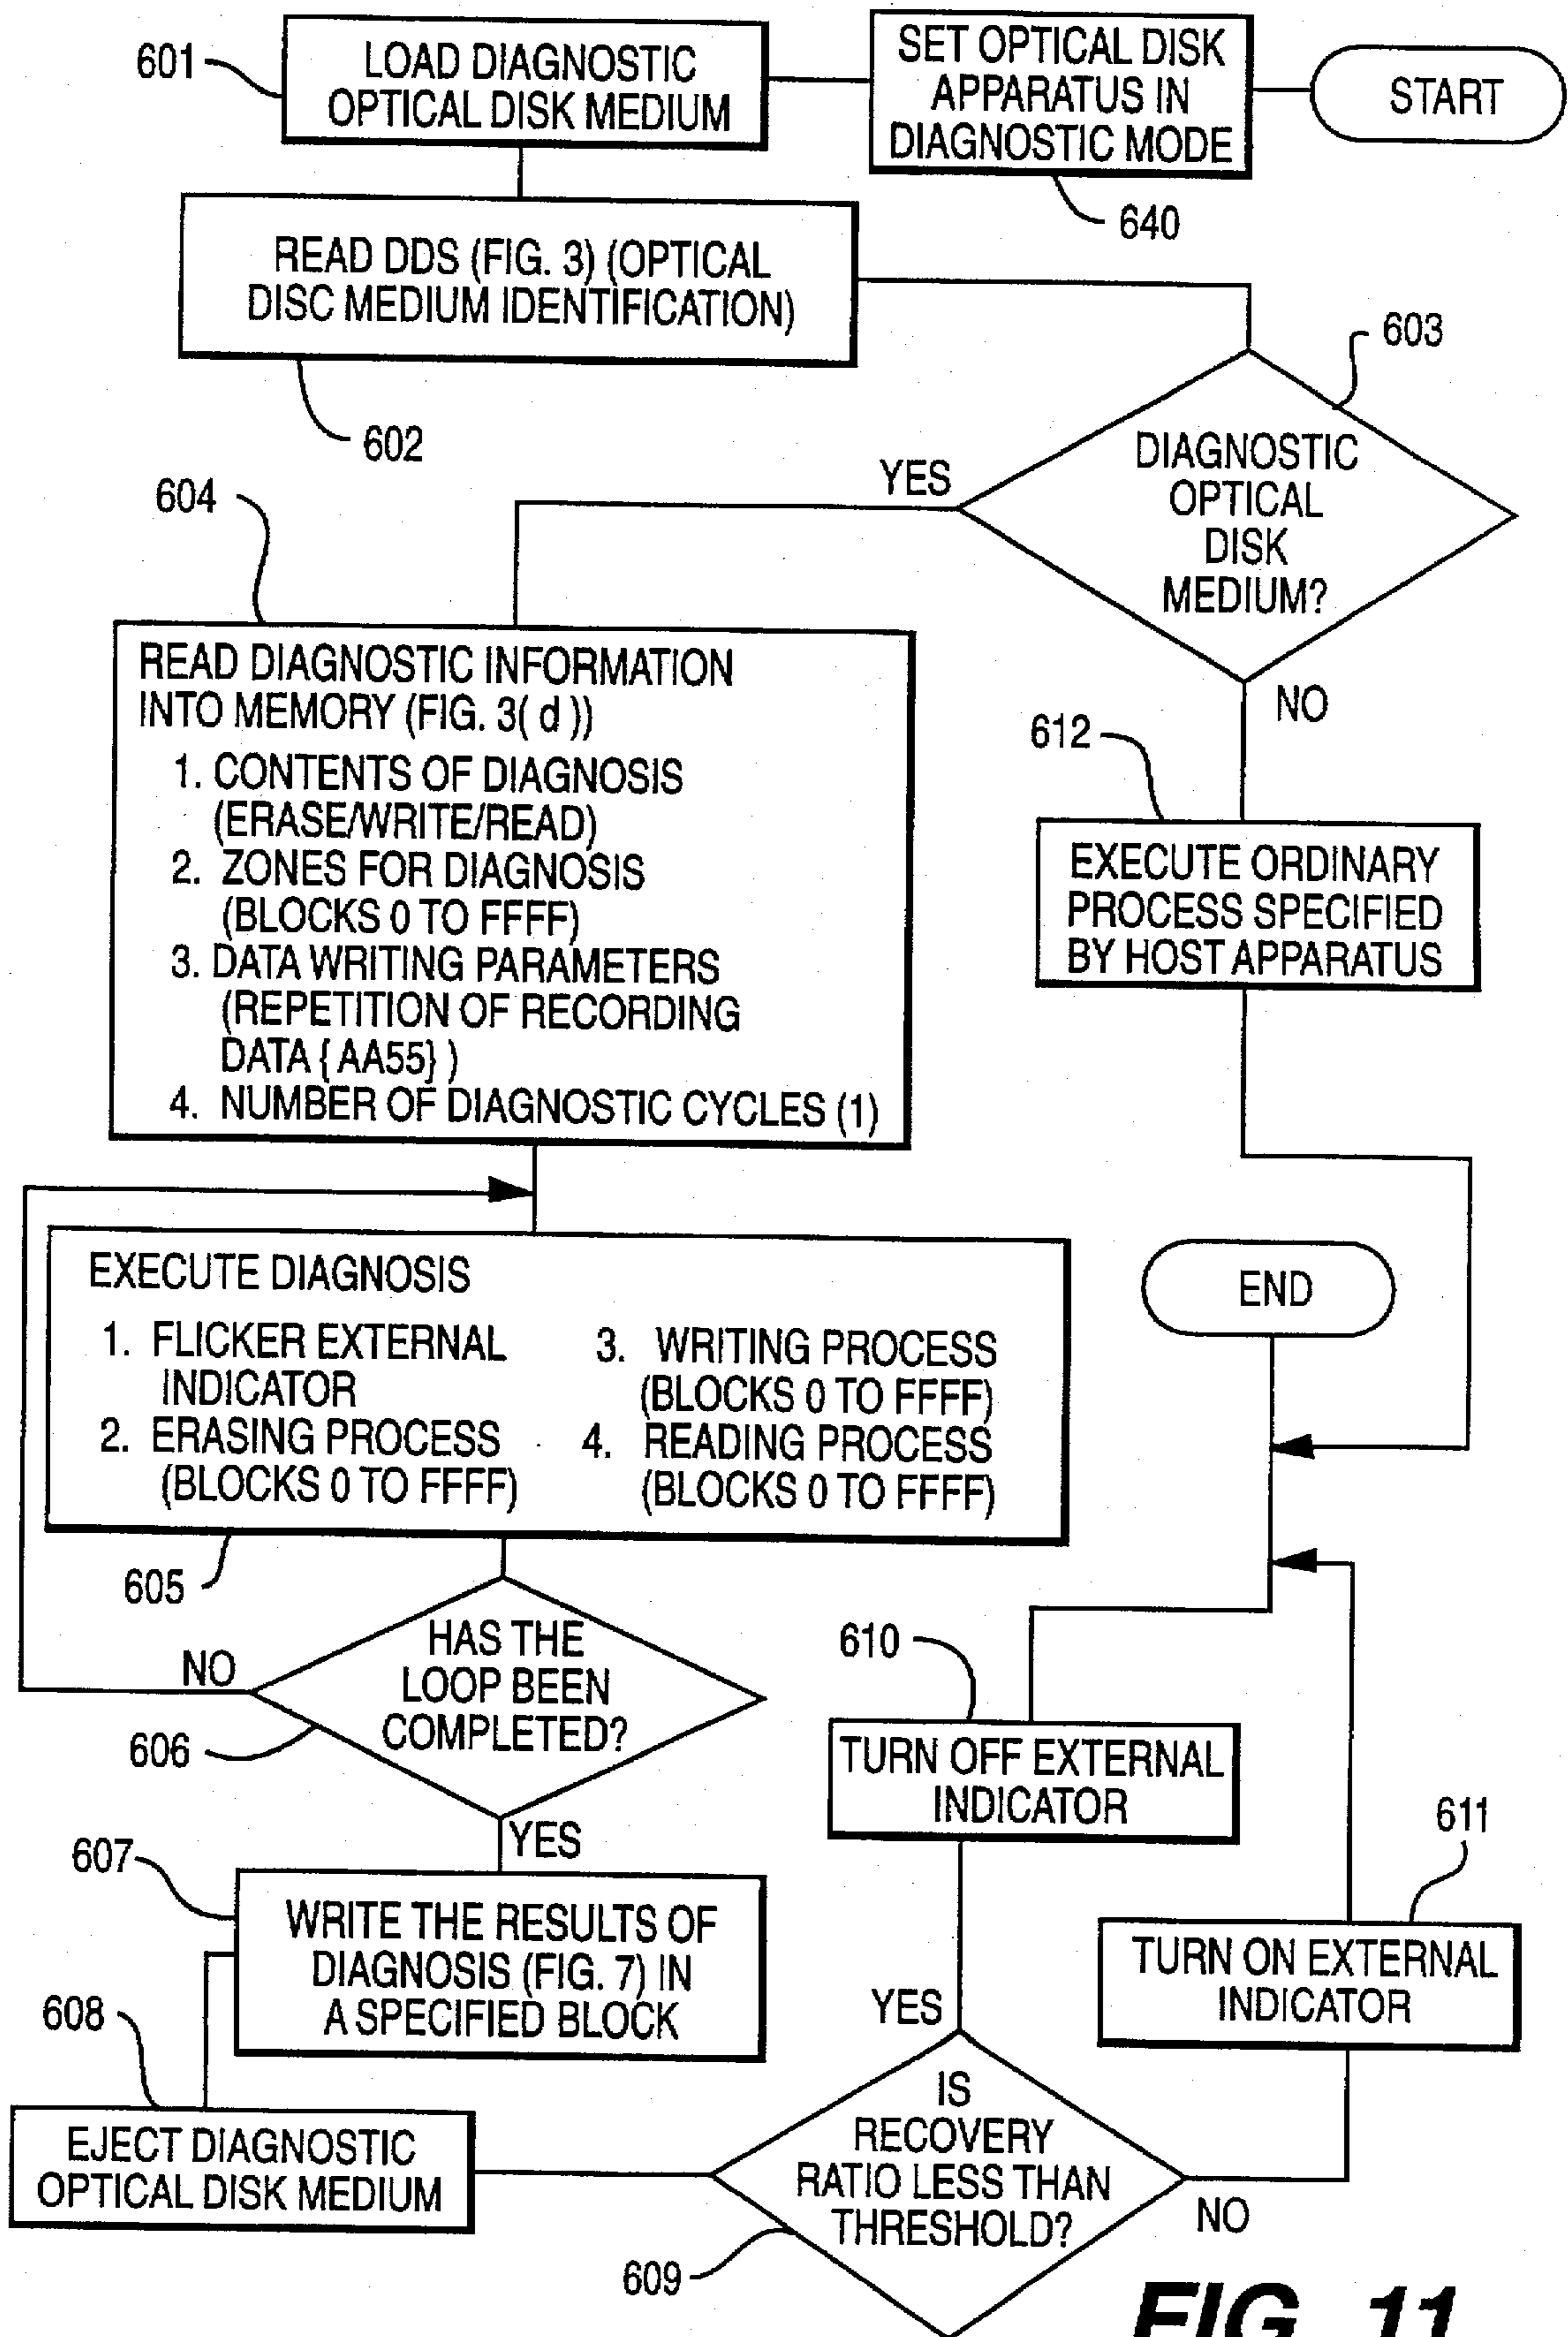 START
SET OPTICAL DISK
APPARATUS IN
DIAGNOSTIC MODE
640
601
LOAD DIAGNOSTIC
OPTICAL DISK MEDIUM
READ DDS (FIG. 3) (OPTICAL
DISC MEDIUM IDENTIFICATION)
602
603
DIAGNOSTIC
OPTICAL
DISK
MEDIUM?
YES
NO
604
READ DIAGNOSTIC INFORMATION
INTO MEMORY (FIG. 3( d ))
1. CONTENTS OF DIAGNOSIS
(ERASE/WRITE/READ)
2. ZONES FOR DIAGNOSIS
(BLOCKS 0 TO FFFF)
3. DATA WRITING PARAMETERS
(REPETITION OF RECORDING
DATA { AA55} )
4. NUMBER OF DIAGNOSTIC CYCLES (1)
612
EXECUTE ORDINARY
PROCESS SPECIFIED
BY HOST APPARATUS
EXECUTE DIAGNOSIS
1. FLICKER EXTERNAL
INDICATOR
2. ERASING PROCESS
(BLOCKS 0 TO FFFF)
3. WRITING PROCESS
(BLOCKS 0 TO FFFF)
4. READING PROCESS
(BLOCKS 0 TO FFFF)
605
END
HAS THE
LOOP BEEN
COMPLETED?
NO
606
YES
607
WRITE THE RESULTS OF
DIAGNOSIS (FIG. 7) IN
A SPECIFIED BLOCK
608
EJECT DIAGNOSTIC
OPTICAL DISK MEDIUM
IS
RECOVERY
RATIO LESS THAN
THRESHOLD?
609
YES
NO
610
TURN OFF EXTERNAL
INDICATOR
611
TURN ON EXTERNAL
INDICATOR
FIG. 11